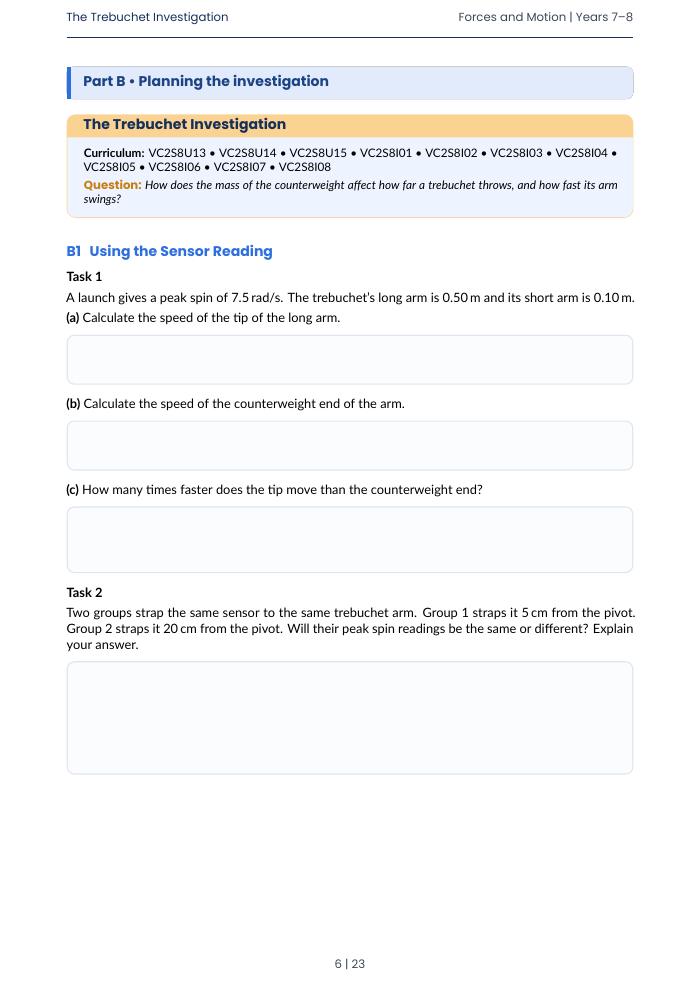 The Trebuchet Investigation
Forces and Motion | Years 7–8
Part B • Planning the investigation
The Trebuchet Investigation
Curriculum: VC2S8U13 • VC2S8U14 • VC2S8U15 • VC2S8I01 • VC2S8I02 • VC2S8I03 • VC2S8I04 •
VC2S8I05 • VC2S8I06 • VC2S8I07 • VC2S8I08
Question: How does the mass of the counterweight affect how far a trebuchet throws, and how fast its arm
swings?
B1 Using the Sensor Reading
Task 1
A launch gives a peak spin of 7.5 rad/s. The trebuchet's long arm is 0.50 m and its short arm is 0.10 m.
(a) Calculate the speed of the tip of the long arm.
(b) Calculate the speed of the counterweight end of the arm.
(c) How many times faster does the tip move than the counterweight end?
Task 2
Two groups strap the same sensor to the same trebuchet arm. Group 1 straps it 5 cm from the pivot.
Group 2 straps it 20 cm from the pivot. Will their peak spin readings be the same or different? Explain
your answer.
6 | 23